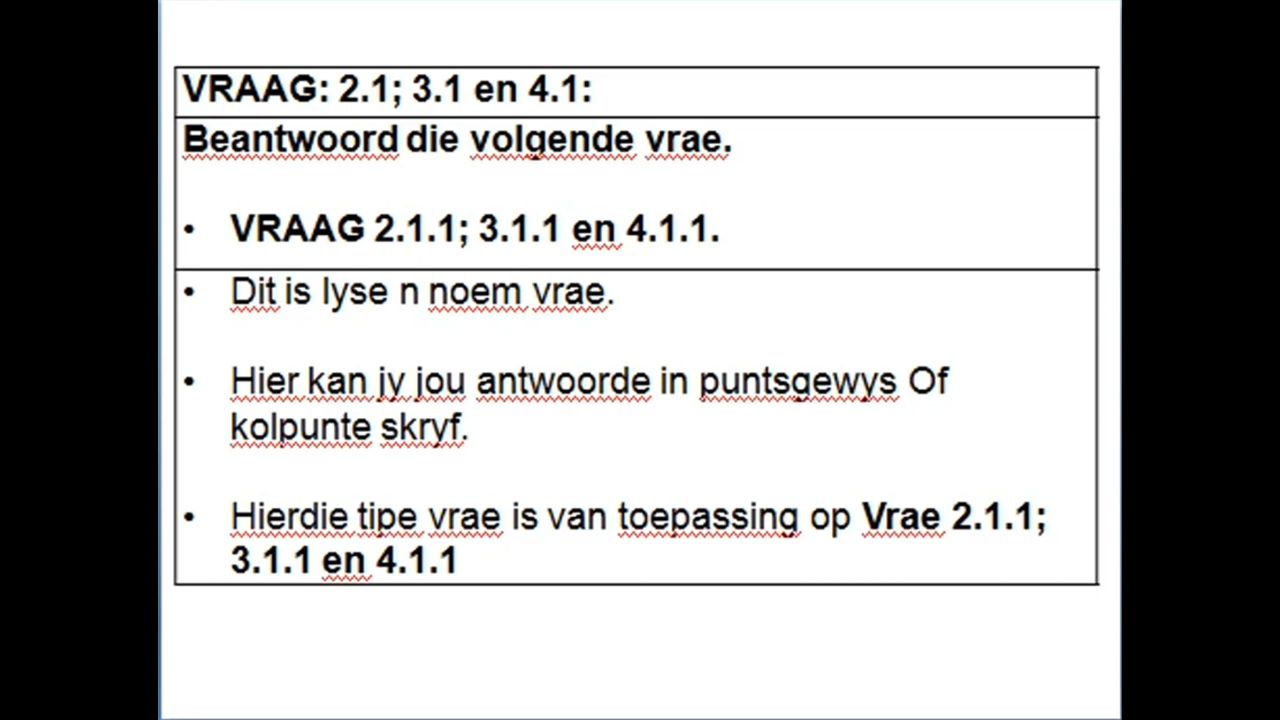 VRAAG: 2.1; 3.1 en 4.1:
Beantwoord die volgende vrae.
• VRAAG 2.1.1; 3.1.1 en 4.1.1.
• Dit is lyse n noem vrae.
• Hier kan jy jou antwoorde in puntsgewys Of
kolpunte skryf.
• Hierdie tipe vrae is van toepassing op Vrae 2.1.1;
3.1.1 en 4.1.1